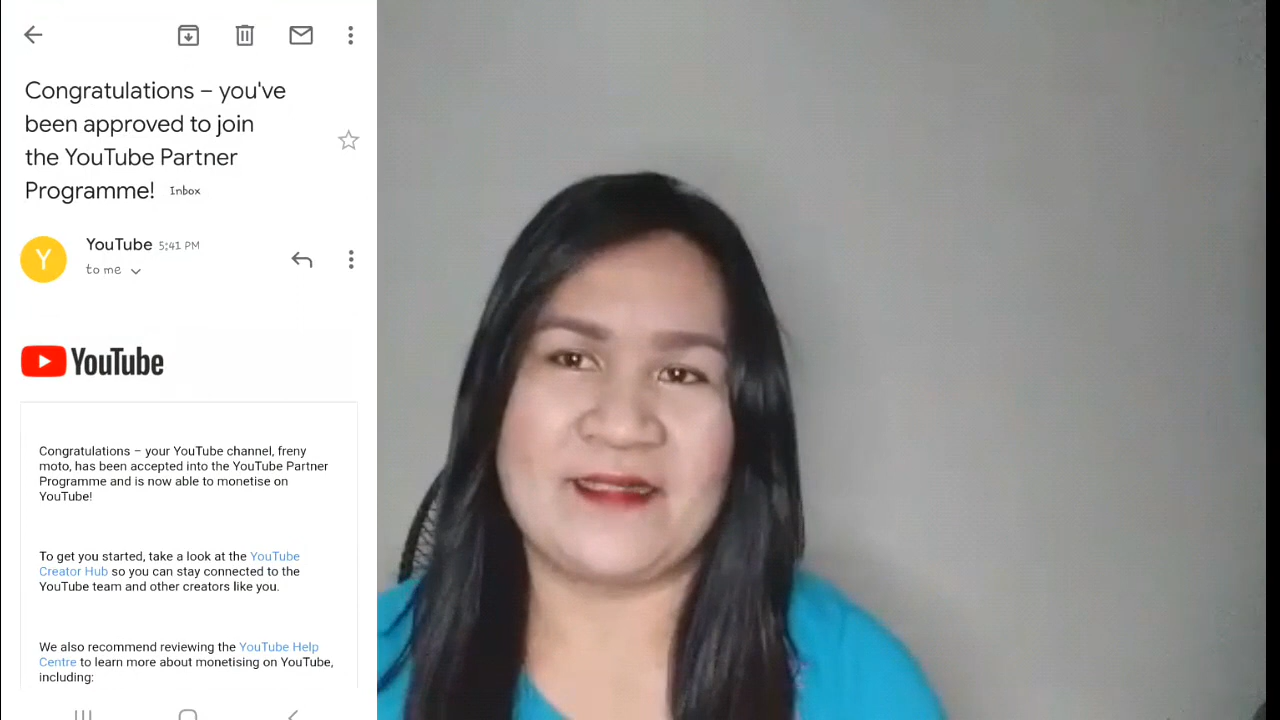 Congratulations – you've
been approved to join
the YouTube Partner
Programme! Inbox
Y
YouTube 5:41 PM
to me
YouTube
Congratulations – your YouTube channel, freny
moto, has been accepted into the YouTube Partner
Programme and is now able to monetise on
YouTube!
To get you started, take a look at the YouTube
Creator Hub so you can stay connected to the
YouTube team and other creators like you.
We also recommend reviewing the YouTube Help
Centre to learn more about monetising on YouTube,
including: